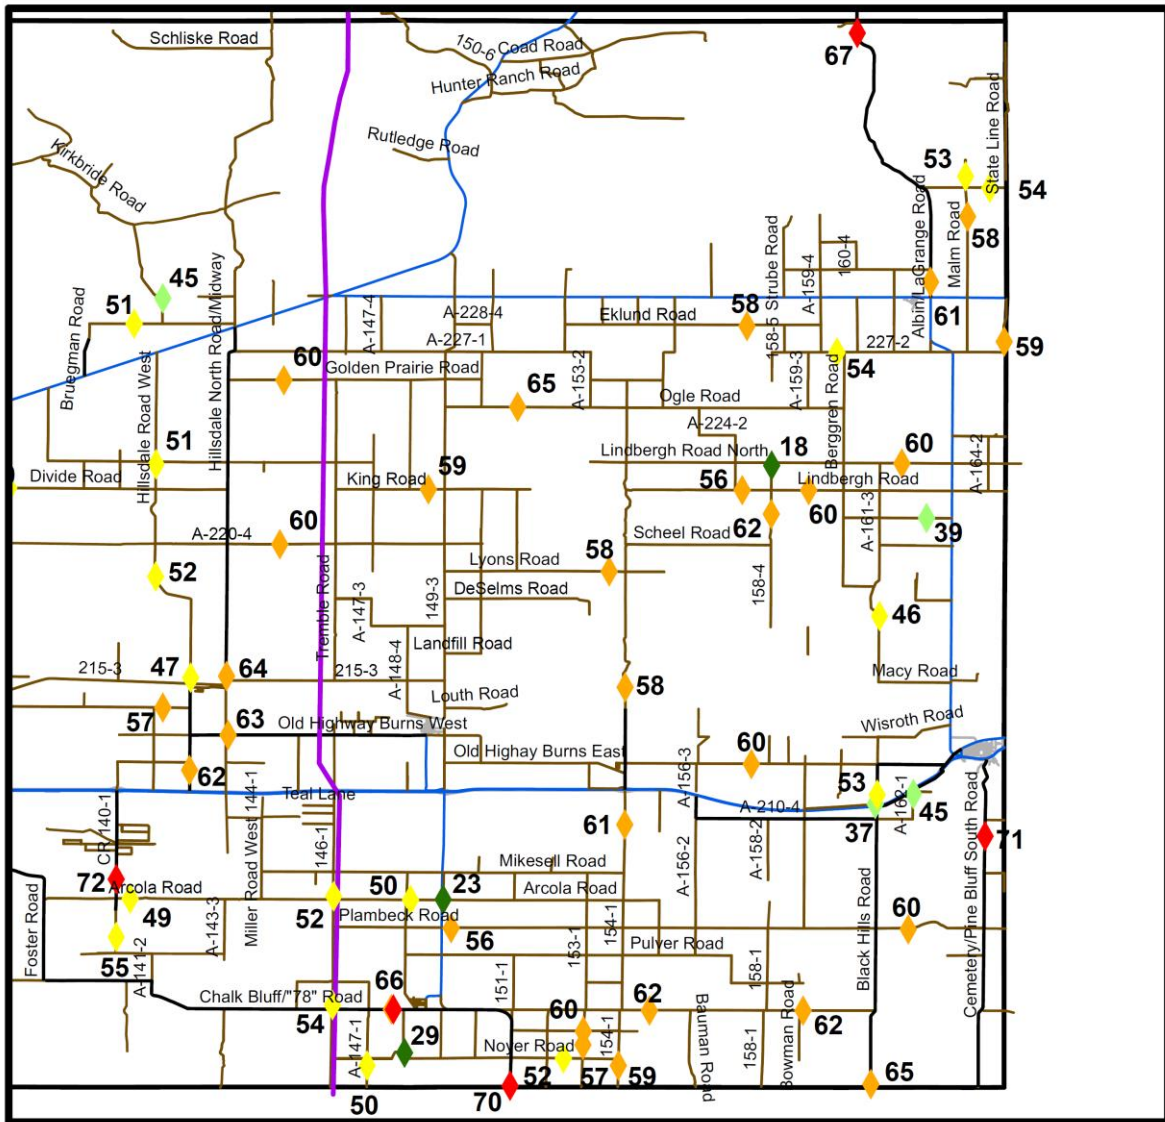 Schliske Road
150-6
Coad Road
67
Hunter Ranch Road
State Line Road
Rutledge Road
Kirkbride Road
53
54
Albin/LaGrange Road
Malm Road
58
Strube Road
160-4
A-159-4
Hillsdale North Road/Midway
45
51
Bruegman Road
A-147-4
A-228-4
58
Eklund Road
61
A-227-1
158-5
227-2
59
60
Golden Prairie Road
A-153-2
A-159-3
54
65
Ogle Road
Berggren Road
A-224-2
Hillsdale Road West
51
Lindbergh Road North
18
60
A-164-2
Divide Road
King Road
59
56
Lindbergh Road
60
62
A-161-3
39
60
A-220-4
Scheel Road
58
Lyons Road
52
Tremble Road
A-147-3
149-3
DeSelms Road
158-4
46
Landfill Road
A-148-4
215-3
47
64
215-3
Macy Road
Louth Road
58
57
63
Old Highway Burns West
Wisroth Road
Old Highay Burns East
60
62
A-156-3
53
144-1
Teal Lane
A-210-4
A-162-1
45
Cemetery/Pine Bluff South Road
CR 140-1
146-1
61
37
71
A-158-2
A-156-2
Mikesell Road
72
Arcola Road
50
23
Arcola Road
Miller Road West
49
52
Plambeck Road
154-1
60
A-143-3
56
Black Hills Road
Foster Road
55
A-141-2
153-1
Pulver Road
158-1
151-1
66
Chalk Bluff/"78" Road
62
54
60
62
Bauman Road
Bowman Road
29
Noyer Road
154-1
158-1
A-147-1
52
57
59
65
50
70